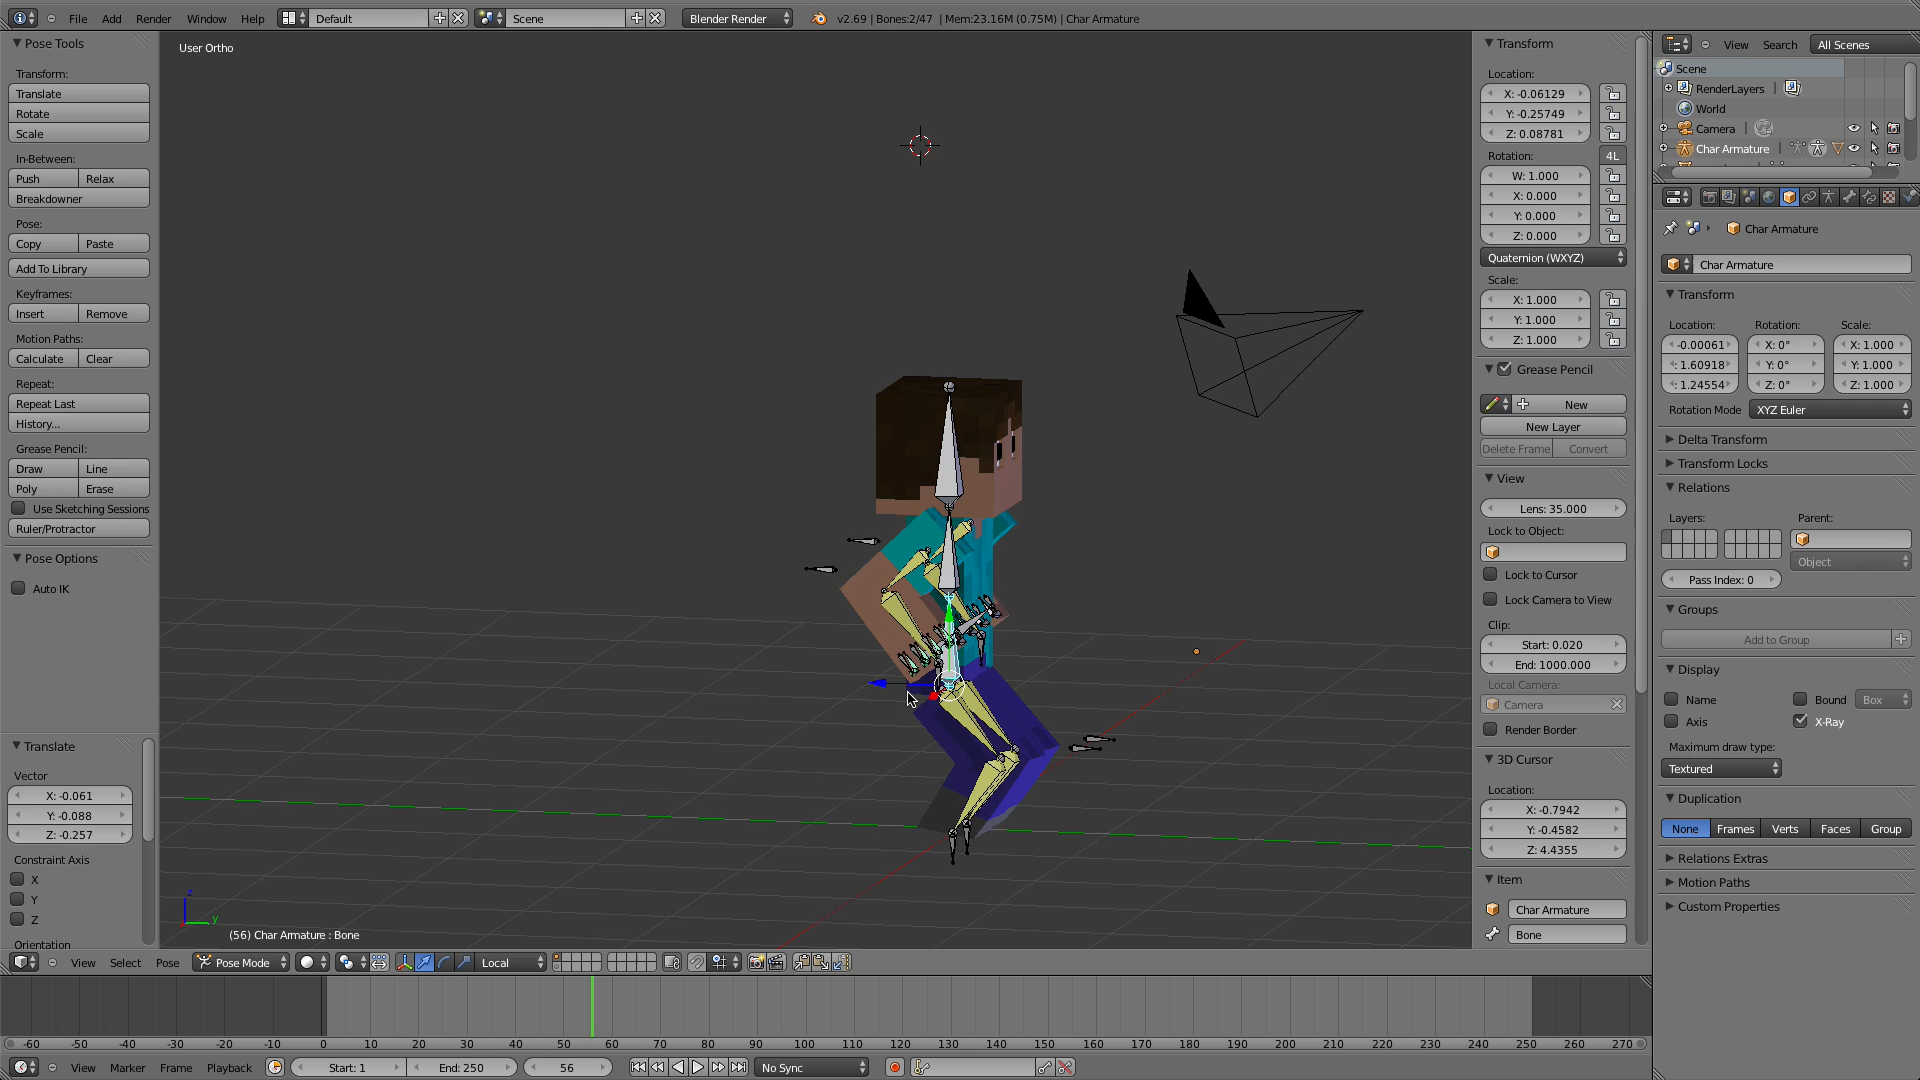 File Add Render Window Help Default Scene Blender Render v2.69 | Bones:2/47 | Mem:23.16M (0.75M) | Char Armature
Pose Tools
Transform:
Translate
Rotate
Scale
In-Between:
Push Relax
Breakdowner
Pose:
Copy Paste
Add To Library
Keyframes:
Insert Remove
Motion Paths:
Calculate Clear
Repeat:
Repeat Last
History...
Grease Pencil:
Draw Line
Poly Erase
Use Sketching Sessions
Ruler/Protractor
Pose Options
Auto IK
Translate
Vector
X: -0.061
Y: -0.088
Z: -0.257
Constraint Axis
X
Y
Z
Orientation
User Ortho
z
y
(56) Char Armature : Bone
Transform
Location:
X: -0.06129
Y: -0.25749
Z: 0.08781
Rotation: 4L
W: 1.000
X: 0.000
Y: 0.000
Z: 0.000
Quaternion (WXYZ)
Scale:
X: 1.000
Y: 1.000
Z: 1.000
Grease Pencil
New
New Layer
Delete Frame Convert
View
Lens: 35.000
Lock to Object:
Lock to Cursor
Lock Camera to View
Clip:
Start: 0.020
End: 1000.000
Local Camera:
Camera
Render Border
3D Cursor
Location:
X: -0.7942
Y: -0.4582
Z: 4.4355
Item
Char Armature
Bone
View Search All Scenes
Scene
RenderLayers
World
Camera
Char Armature
Char Armature
Char Armature
Transform
Location: Rotation: Scale:
-0.00061 X: 0° X: 1.000
: 1.60918 Y: 0° Y: 1.000
: 1.24554 Z: 0° Z: 1.000
Rotation Mode XYZ Euler
Delta Transform
Transform Locks
Relations
Layers: Parent:
Object
Pass Index: 0
Groups
Add to Group
Display
Name Bound Box
Axis X-Ray
Maximum draw type:
Textured
Duplication
None Frames Verts Faces Group
Relations Extras
Motion Paths
Custom Properties
View Select Pose Pose Mode Local
-60 -50 -40 -30 -20 -10 0 10 20 30 40 50 60 70 80 90 100 110 120 130 140 150 160 170 180 190 200 210 220 230 240 250 260 270
View Marker Frame Playback Start: 1 End: 250 56 No Sync